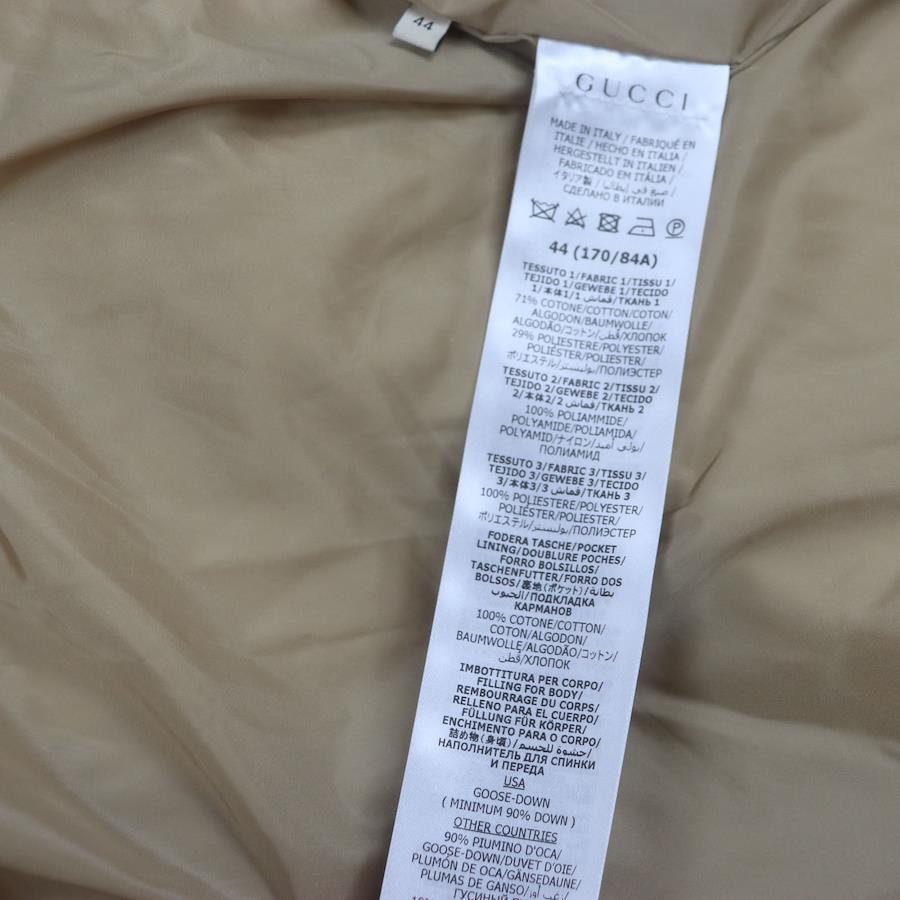 44
GUCCI
MADE IN ITALY / FABRIQUÉ EN
ITALIE / HECHO EN ITALIA /
HERGESTELLT IN ITALIEN /
FABRICADO EM ITÁLIA /
イタリア製 / صنع في إيطاليا /
СДЕЛАНО В ИТАЛИИ
P
44 (170/84A)
TESSUTO 1/FABRIC 1/TISSU 1/
TEJIDO 1/GEWEBE 1/TECIDO
1/本体1/1 قماش/ТКАНЬ 1
71% COTONE/COTTON/COTON/
ALGODON/BAUMWOLLE/
ALGODÃO/コットン/قطن/ХЛОПОК
29% POLIESTERE/POLYESTER/
POLIÉSTER/POLIESTER/
ポリエステル/بوليستر/ПОЛИЭСТЕР
TESSUTO 2/FABRIC 2/TISSU 2/
TEJIDO 2/GEWEBE 2/TECIDO
2/本体2/2 قماش/ТКАНЬ 2
100% POLIAMMIDE/
POLYAMIDE/POLIAMIDA/
POLYAMID/ナイロン/بولي أميد/
ПОЛИАМИД
TESSUTO 3/FABRIC 3/TISSU 3/
TEJIDO 3/GEWEBE 3/TECIDO
3/本体3/3 قماش/ТКАНЬ 3
100% POLIESTERE/POLYESTER/
POLIÉSTER/POLIESTER/
ポリエステル/بوليستر/ПОЛИЭСТЕР
FODERA TASCHE/POCKET
LINING/DOUBLURE POCHES/
FORRO BOLSILLOS/
TASCHENFUTTER/FORRO DOS
BOLSOS/裏地(ポケット)/بطانة
الجيوب/ПОДКЛАДКА
КАРМАНОВ
100% COTONE/COTTON/
COTON/ALGODON/
BAUMWOLLE/ALGODÃO/コットン/
قطن/ХЛОПОК
IMBOTTITURA PER CORPO/
FILLING FOR BODY/
REMBOURRAGE DU CORPS/
RELLENO PARA EL CUERPO/
FÜLLUNG FÜR KÖRPER/
ENCHIMENTO PARA O CORPO/
詰め物(身頃)/حشوة للجسم/
НАПОЛНИТЕЛЬ ДЛЯ СПИНКИ
И ПЕРЕДА
USA
GOOSE-DOWN
( MINIMUM 90% DOWN )
OTHER COUNTRIES
90% PIUMINO D'OCA/
GOOSE-DOWN/DUVET D'OIE/
PLUMÓN DE OCA/GÄNSEDAUNE/
PLUMAS DE GANSO/زغب أوز/
ГУСИНЫЙ